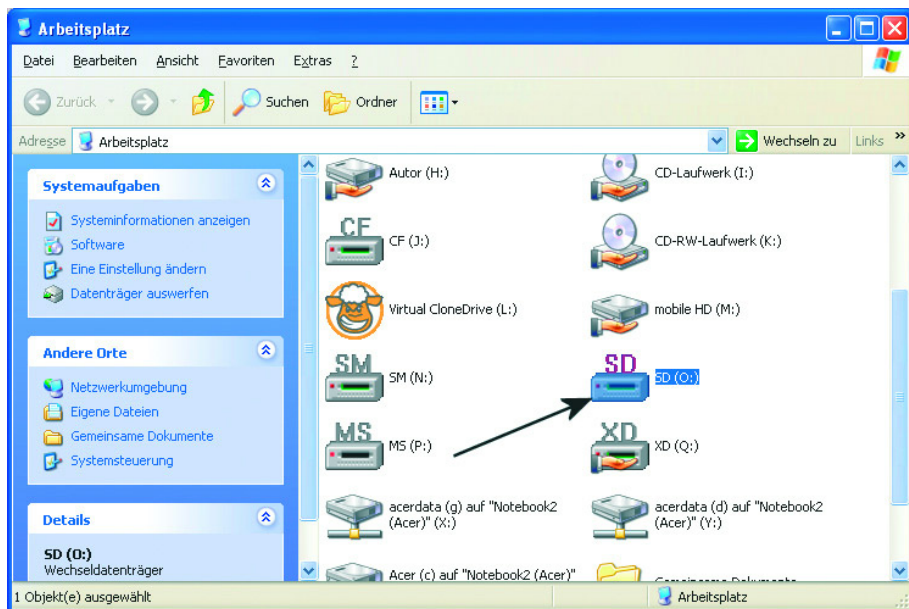 Arbeitsplatz
Datei Bearbeiten Ansicht Favoriten Extras ?
Zurück Suchen Ordner
Adresse Arbeitsplatz Wechseln zu Links »
Systemaufgaben
Systeminformationen anzeigen
Software
Eine Einstellung ändern
Datenträger auswerfen
Andere Orte
Netzwerkumgebung
Eigene Dateien
Gemeinsame Dokumente
Systemsteuerung
Details
SD (O:)
Wechseldatenträger
Autor (H:)
CD-Laufwerk (I:)
CF
CF (J:)
CD-RW-Laufwerk (K:)
Virtual CloneDrive (L:)
mobile HD (M:)
SM
SM (N:)
SD
SD (O:)
MS
MS (P:)
XD
XD (Q:)
acerdata (g) auf "Notebook2
(Acer)" (X:)
acerdata (d) auf "Notebook2
(Acer)" (Y:)
Acer (c) auf "Notebook2 (Acer)"
Gemeinsame Dokumente
1 Objekt(e) ausgewählt
Arbeitsplatz